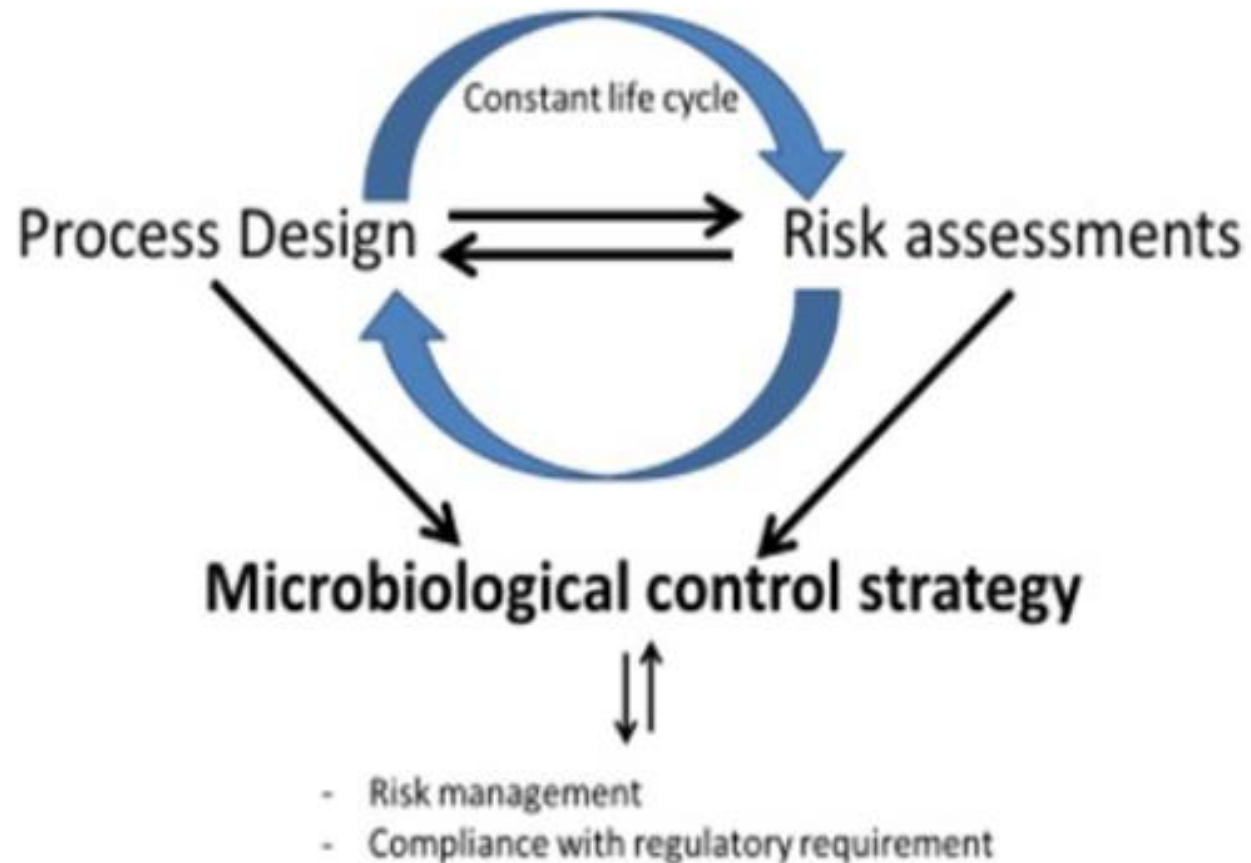 Constant life cycle
Process Design
Risk assessments
Microbiological control strategy
- Risk management
- Compliance with regulatory requirement